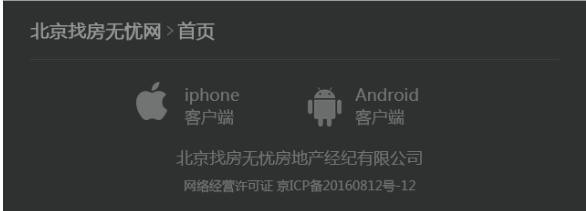 北京找房无忧网 > 首页
iphone
客户端
Android
客户端
北京找房无忧房地产经纪有限公司
网络经营许可证 京ICP备20160812号-12